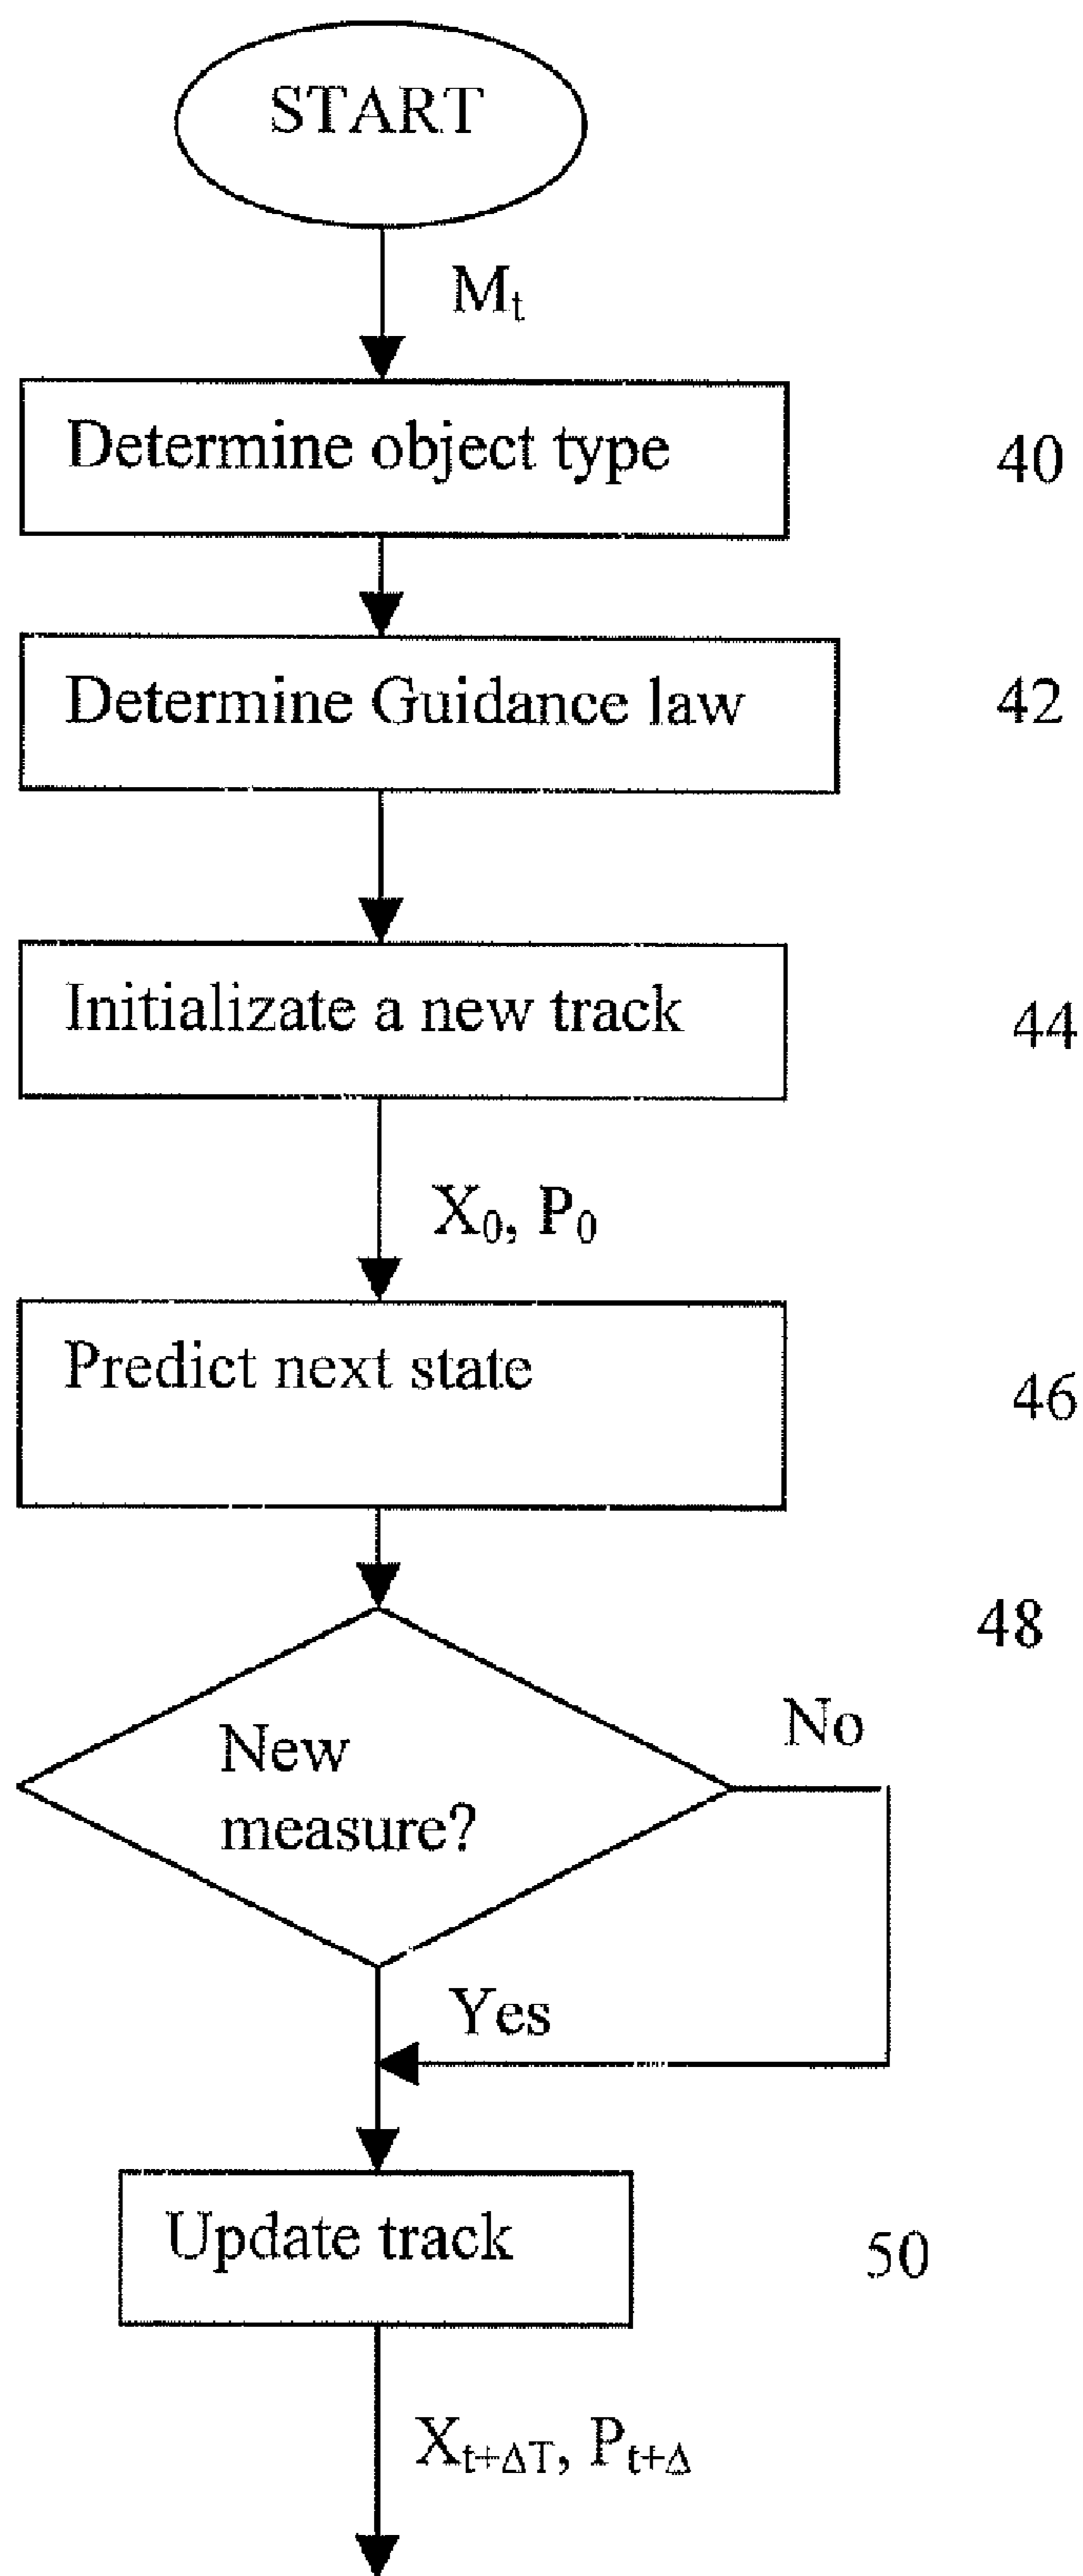 START
Mt
Determine object type
40
Determine Guidance law
42
Initializate a new track
44
X0, P0
Predict next state
46
48
No
New
measure?
Yes
Update track
50
Xt+ΔT, Pt+Δ